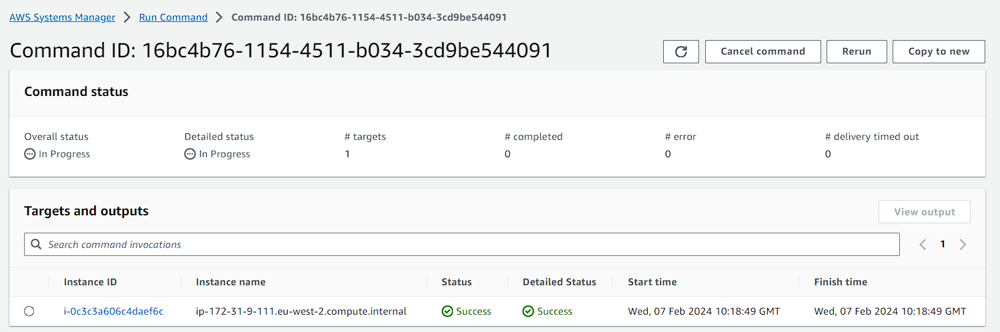 AWS Systems Manager > Run Command > Command ID: 16bc4b76-1154-4511-b034-3cd9be544091
Command ID: 16bc4b76-1154-4511-b034-3cd9be544091
Cancel command Rerun Copy to new
Command status
Overall status Detailed status # targets # completed # error # delivery timed out
In Progress In Progress 1 0 0 0
Targets and outputs
View output
Search command invocations
1
Instance ID Instance name Status Detailed Status Start time Finish time
i-0c3c3a606c4daef6c ip-172-31-9-111.eu-west-2.compute.internal Success Success Wed, 07 Feb 2024 10:18:49 GMT Wed, 07 Feb 2024 10:18:49 GMT